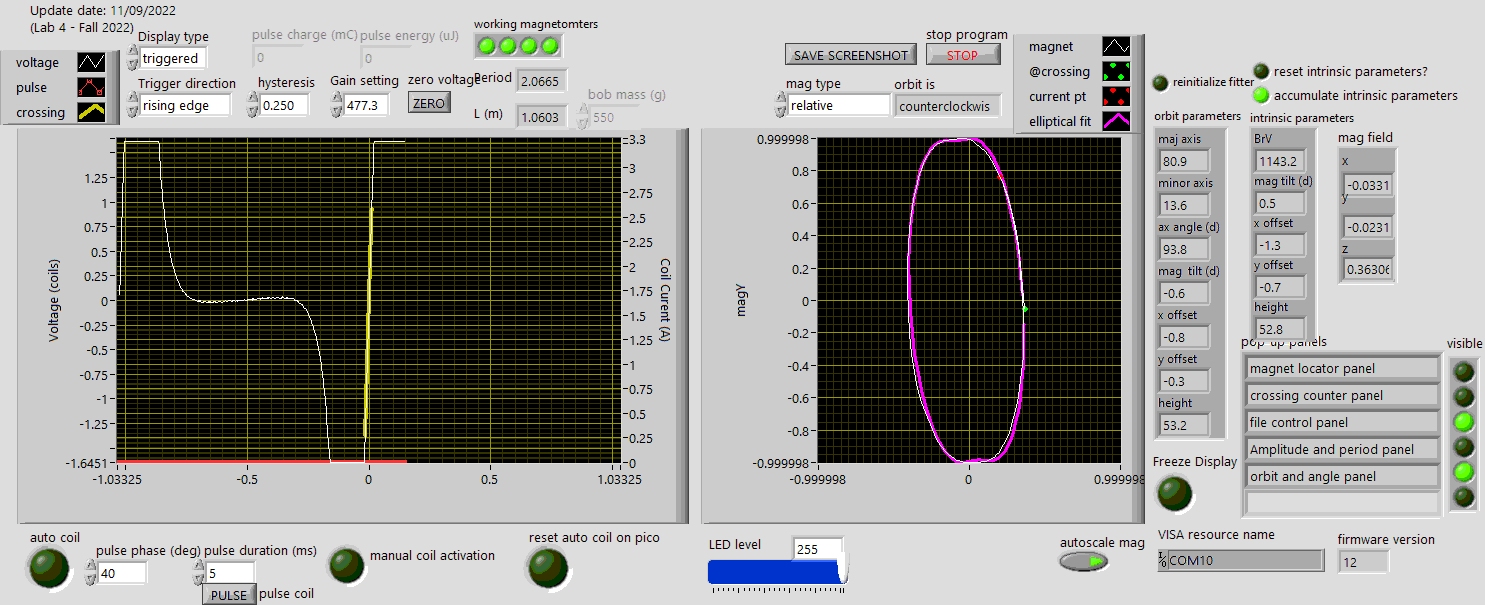 Update date: 11/09/2022
(Lab 4 - Fall 2022)
voltage
pulse
crossing
Display type
triggered
Trigger direction
rising edge
pulse charge (mC)
0
pulse energy (uJ)
0
hysteresis
0.250
Gain setting
477.3
zero voltage
ZERO
working magnetomters
Period
2.0665
L (m)
1.0603
bob mass (g)
550
SAVE SCREENSHOT
stop program
STOP
mag type
relative
orbit is
counterclockwis
magnet
@crossing
current pt
elliptical fit
reinitialize fitter
reset intrinsic parameters?
accumulate intrinsic parameters
Voltage (coils)
1.25
1
0.75
0.5
0.25
0
-0.25
-0.5
-0.75
-1
-1.25
-1.6451
-1.03325
-0.5
0
0.5
1.03325
3.3
3
2.75
2.5
2.25
2
1.75
1.5
1.25
1
0.75
0.5
0.25
0
Coil Curent (A)
magY
0.999998
0.8
0.6
0.4
0.2
0
-0.2
-0.4
-0.6
-0.8
-0.999998
-0.999998
0
0.999998
orbit parameters
maj axis
80.9
minor axis
13.6
ax angle (d)
93.8
mag tilt (d)
-0.6
x offset
-0.8
y offset
-0.3
height
53.2
intrinsic parameters
BrV
1143.2
mag tilt (d)
0.5
x offset
-1.3
y offset
-0.7
height
52.8
mag field
x
-0.0331
y
-0.0231
z
0.36306
pop up panels
visible
magnet locator panel
crossing counter panel
file control panel
Amplitude and period panel
orbit and angle panel
Freeze Display
auto coil
pulse phase (deg)
40
pulse duration (ms)
5
PULSE
pulse coil
manual coil activation
reset auto coil on pico
LED level
255
autoscale mag
VISA resource name
COM10
firmware version
12